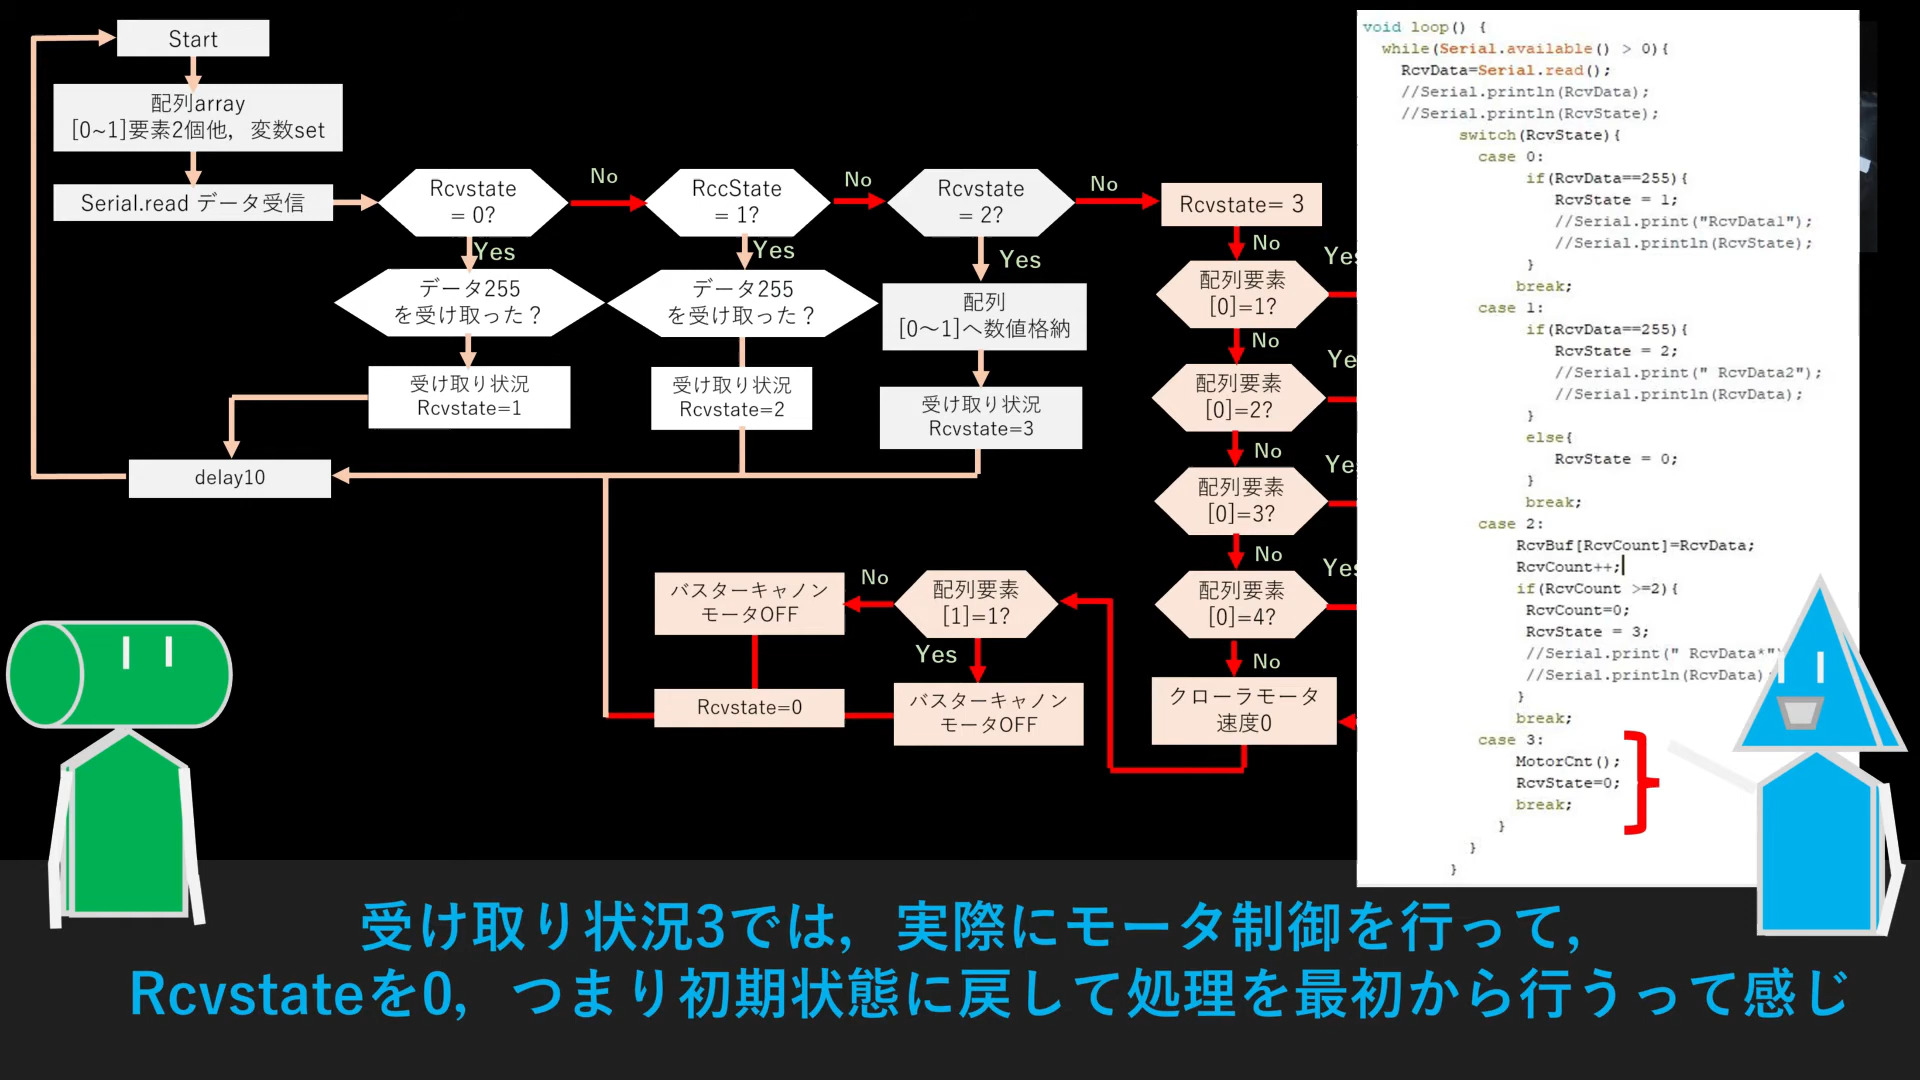 Start
配列array
[0~1]要素2個他，変数set
Serial.read データ受信
Rcvstate
= 0?
No
RccState
= 1?
No
Rcvstate
= 2?
No
Rcvstate= 3
Yes
データ255
を受け取った？
受け取り状況
Rcvstate=1
Yes
データ255
を受け取った？
受け取り状況
Rcvstate=2
Yes
配列
[0～1]へ数値格納
受け取り状況
Rcvstate=3
delay10
No
配列要素
[0]=1?
Yes
No
配列要素
[0]=2?
Ye
No
配列要素
[0]=3?
Yes
No
配列要素
[0]=4?
Yes
No
クローラモータ
速度0
配列要素
[1]=1?
No
バスターキャノン
モータOFF
Yes
バスターキャノン
モータOFF
Rcvstate=0
void loop() {
while(Serial.available() > 0){
RcvData=Serial.read();
//Serial.println(RcvData);
//Serial.println(RcvState);
switch(RcvState){
case 0:
if(RcvData==255){
RcvState = 1;
//Serial.print("RcvData1");
//Serial.println(RcvState);
}
break;
case 1:
if(RcvData==255){
RcvState = 2;
//Serial.print(" RcvData2");
//Serial.println(RcvData);
}
else{
RcvState = 0;
}
break;
case 2:
RcvBuf[RcvCount]=RcvData;
RcvCount++;
if(RcvCount >=2){
RcvCount=0;
RcvState = 3;
//Serial.print(" RcvData*"
//Serial.println(RcvData)
}
break;
case 3:
MotorCnt();
RcvState=0;
break;
}
}
}
受け取り状況3では，実際にモータ制御を行って，
Rcvstateを0，つまり初期状態に戻して処理を最初から行うって感じ